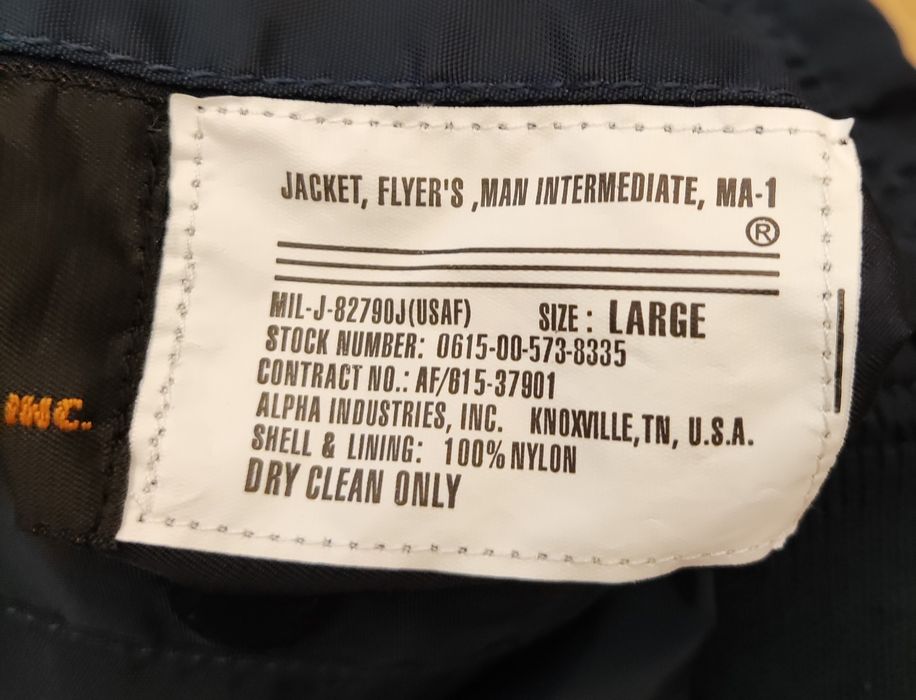 JACKET, FLYER'S ,MAN INTERMEDIATE, MA-1
®
MIL-J-82790J(USAF) SIZE : LARGE
STOCK NUMBER: 0615-00-573-8335
CONTRACT NO.: AF/615-37901
ALPHA INDUSTRIES, INC. KNOXVILLE,TN, U.S.A.
SHELL & LINING: 100% NYLON
DRY CLEAN ONLY
INC.